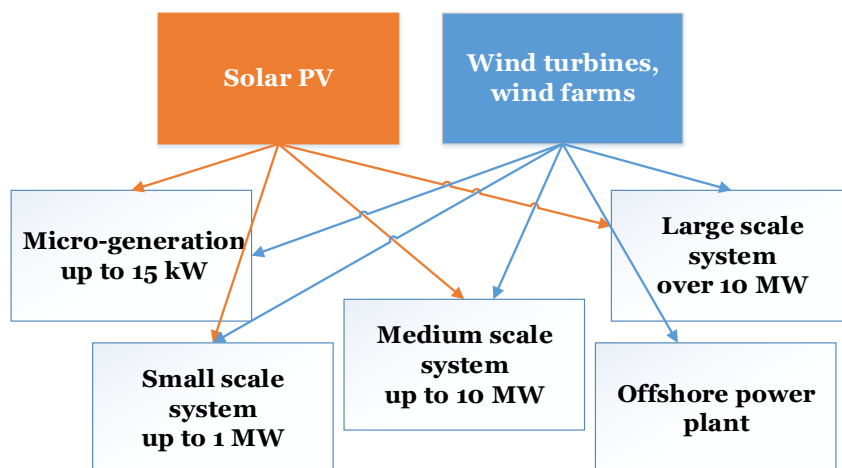 Solar PV
Wind turbines,
wind farms
Micro-generation
up to 15 kW
Large scale
system
over 10 MW
Small scale
system
up to 1 MW
Medium scale
system
up to 10 MW
Offshore power
plant